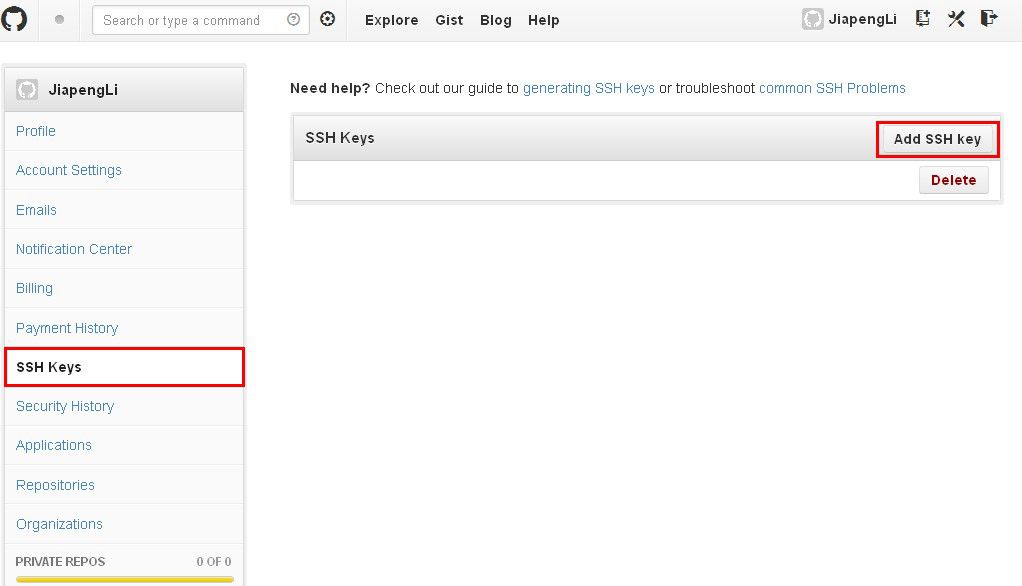 Search or type a command
Explore Gist Blog Help
JiapengLi
JiapengLi
Profile
Account Settings
Emails
Notification Center
Billing
Payment History
SSH Keys
Security History
Applications
Repositories
Organizations
PRIVATE REPOS 0 OF 0
Need help? Check out our guide to generating SSH keys or troubleshoot common SSH Problems
SSH Keys
Add SSH key
Delete